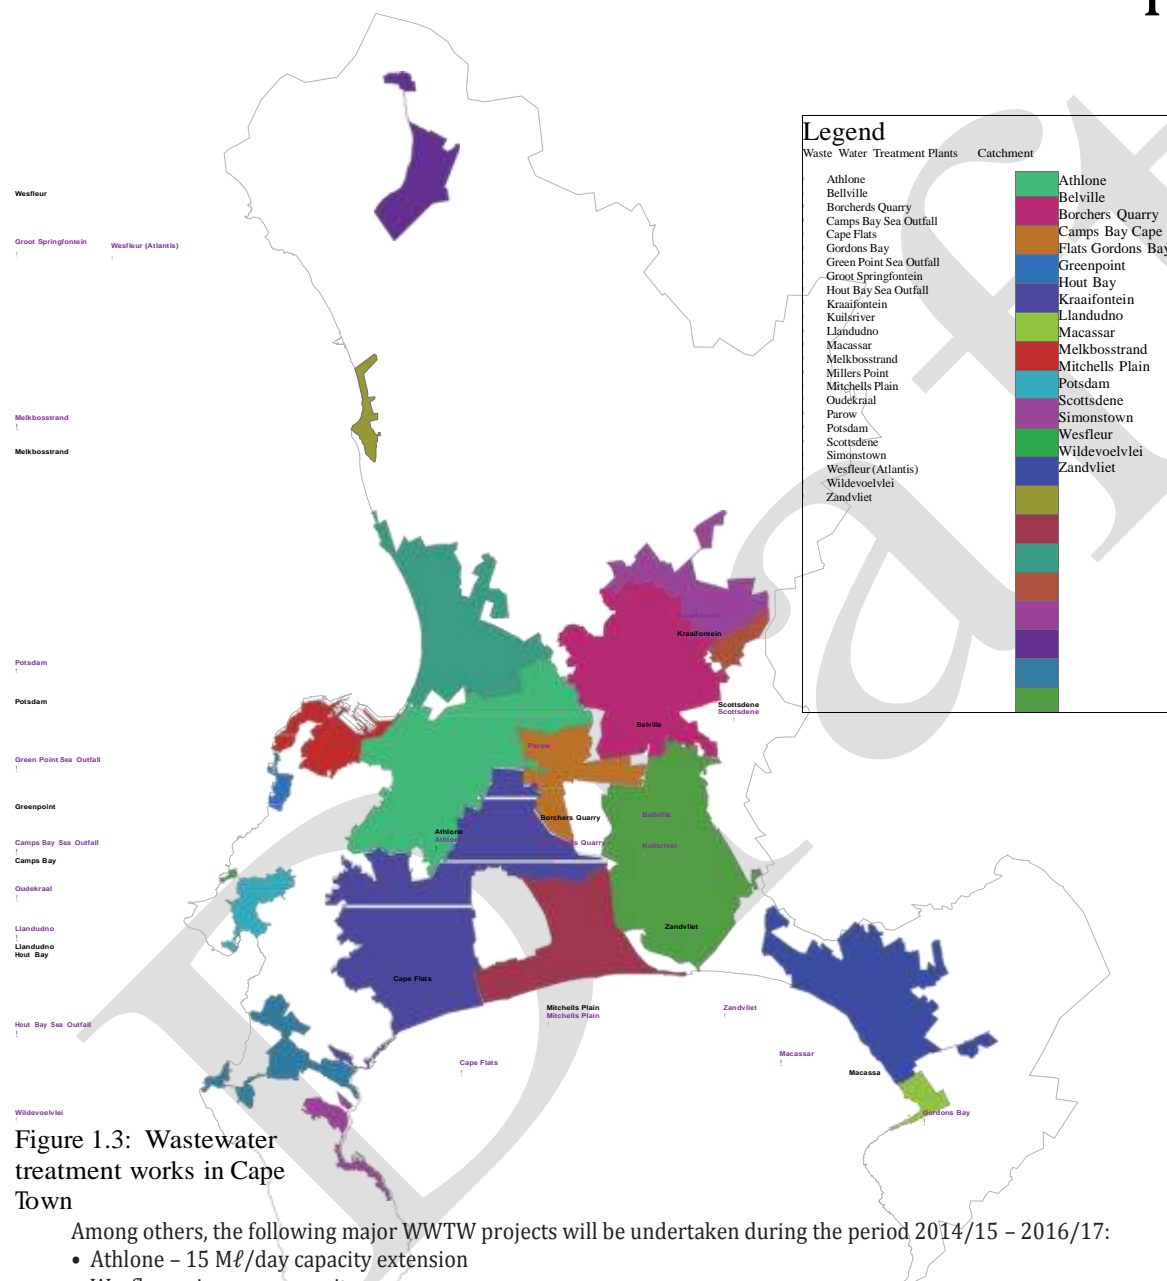 Legend
Waste Water Treatment Plants Catchment
Athlone
Bellville
Borcherds Quarry
Camps Bay Sea Outfall
Cape Flats
Gordons Bay
Green Point Sea Outfall
Groot Springfontein
Hout Bay Sea Outfall
Kraaifontein
Kuilsriver
Llandudno
Macassar
Melkbosstrand
Millers Point
Mitchells Plain
Oudekraal
Parow
Potsdam
Scottsdene
Simonstown
Wesfleur (Atlantis)
Wildevoelvlei
Zandvliet
Athlone
Belville
Borchers Quarry
Camps Bay Cape
Flats Gordons Bay
Greenpoint
Hout Bay
Kraaifontein
Llandudno
Macassar
Melkbosstrand
Mitchells Plain
Potsdam
Scottsdene
Simonstown
Wesfleur
Wildevoelvlei
Zandvliet
Wesfleur
Groot Springfontein
!
Wesfleur (Atlantis)
!
Melkbosstrand
!
Melkbosstrand
Kraaifontein
Kraaifontein
Potsdam
!
Potsdam
Scottsdene
Scottsdene
!
Belville
Parow
Green Point Sea Outfall
!
Greenpoint
Borchers Quarry
Bellville
Athlone
Athlone
!
Camps Bay Sea Outfall
!
Camps Bay
Quarry
Kuilsriver
Oudekraal
!
Llandudno
!
Llandudno
Hout Bay
Zandvliet
Cape Flats
Mitchells Plain
Mitchells Plain
!
Zandvliet
!
Hout Bay Sea Outfall
!
Cape Flats
!
Macassar
!
Macassa
Gordons Bay
!
Wildevoelvlei
!
Figure 1.3: Wastewater
treatment works in Cape
Town
Among others, the following major WWTW projects will be undertaken during the period 2014/15 – 2016/17:
• Athlone – 15 Mℓ/day capacity extension
Draft